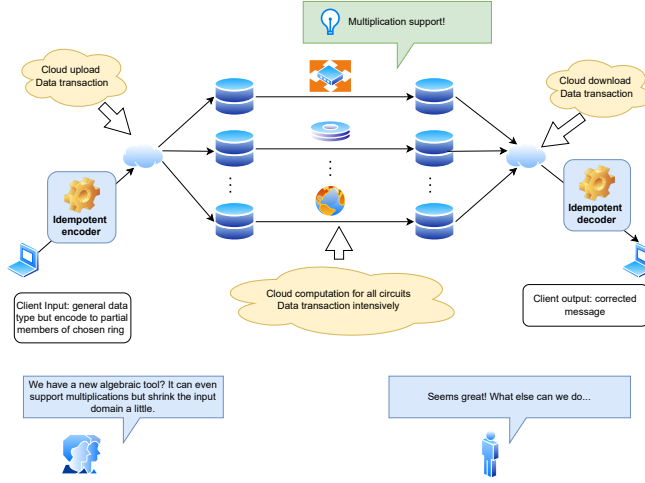 Multiplication support!
Cloud upload
Data transaction
Cloud download
Data transaction
Idempotent
encoder
Idempotent
decoder
Cloud computation for all circuits
Data transaction intensively
Client Input: general data
type but encode to partial
members of chosen ring
Client output: corrected
message
We have a new algebraic tool? It can even
support multiplications but shrink the input
domain a little.
Seems great! What else can we do...